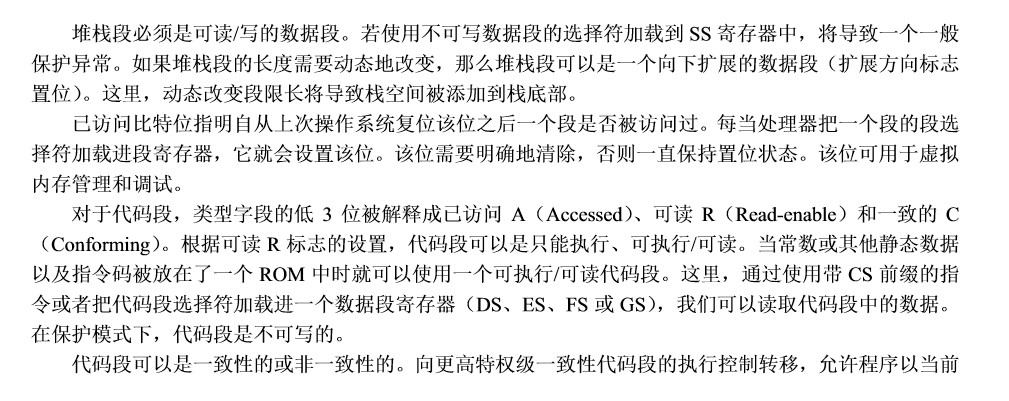 堆栈段必须是可读/写的数据段。若使用不可写数据段的选择符加载到 SS 寄存器中，将导致一个一般
保护异常。如果堆栈段的长度需要动态地改变，那么堆栈段可以是一个向下扩展的数据段（扩展方向标志
置位）。这里，动态改变段限长将导致栈空间被添加到栈底部。
已访问比特位指明自从上次操作系统复位该位之后一个段是否被访问过。每当处理器把一个段的段选
择符加载进段寄存器，它就会设置该位。该位需要明确地清除，否则一直保持置位状态。该位可用于虚拟
内存管理和调试。
对于代码段，类型字段的低 3 位被解释成已访问 A（Accessed）、可读 R（Read-enable）和一致的 C
（Conforming）。根据可读 R 标志的设置，代码段可以是只能执行、可执行/可读。当常数或其他静态数据
以及指令码被放在了一个 ROM 中时就可以使用一个可执行/可读代码段。这里，通过使用带 CS 前缀的指
令或者把代码段选择符加载进一个数据段寄存器（DS、ES、FS 或 GS），我们可以读取代码段中的数据。
在保护模式下，代码段是不可写的。
代码段可以是一致性的或非一致性的。向更高特权级一致性代码段的执行控制转移，允许程序以当前